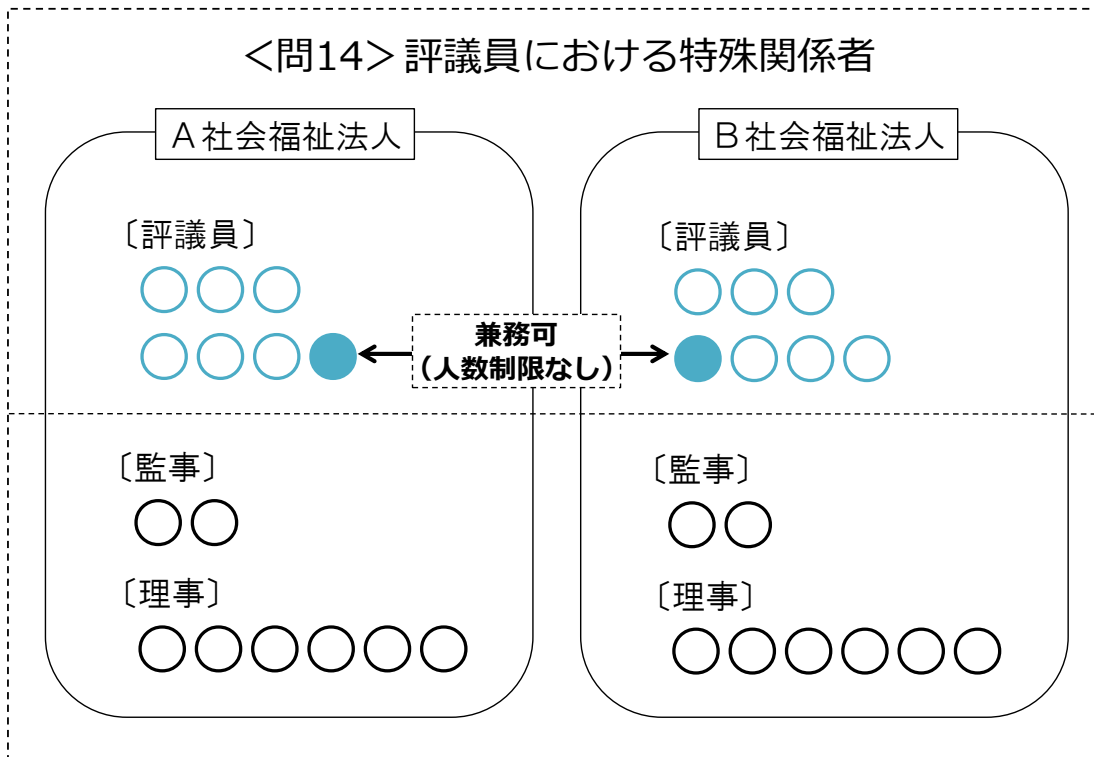 <問14>評議員における特殊関係者
A社会福祉法人
B社会福祉法人
〔評議員〕
〔評議員〕
兼務可
（人数制限なし）
〔監事〕
〔監事〕
〔理事〕
〔理事〕